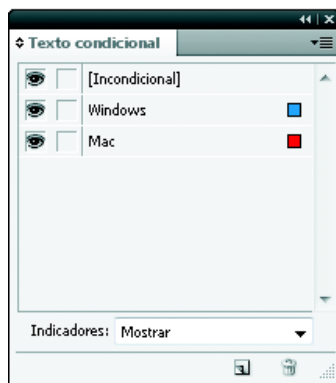 Texto condicional
[Incondicional]
Windows
Mac
Indicadores: Mostrar